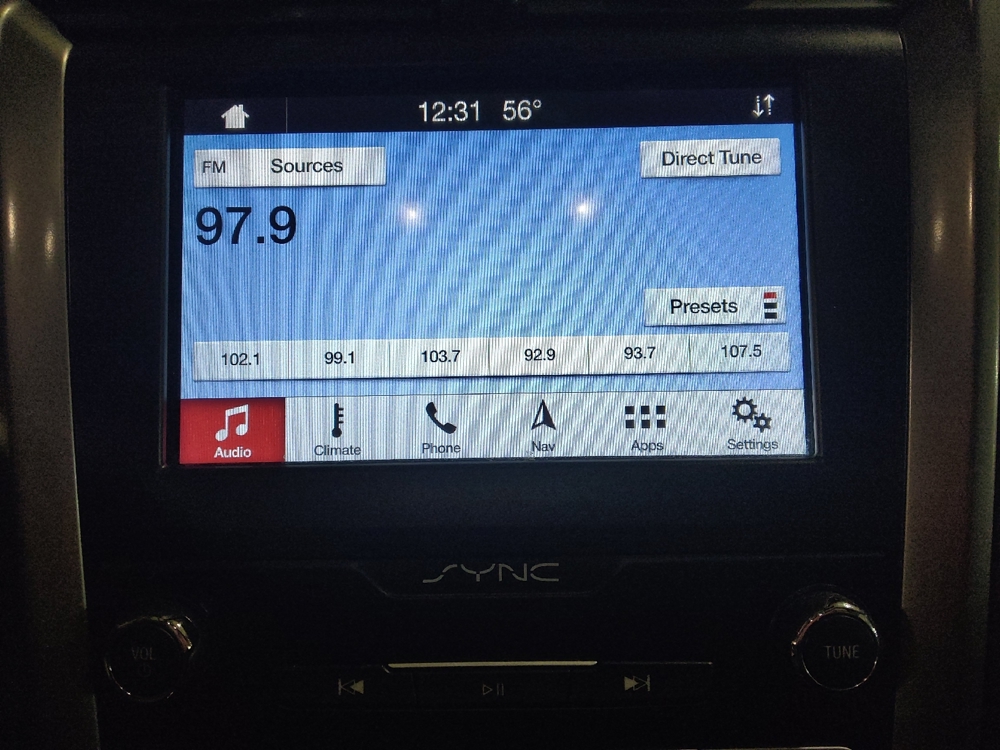 12:31 56°
FM Sources Direct Tune
97.9
Presets
102.1 99.1 103.7 92.9 93.7 107.5
Audio Climate Phone Nav Apps Settings
SYNC
VOL TUNE